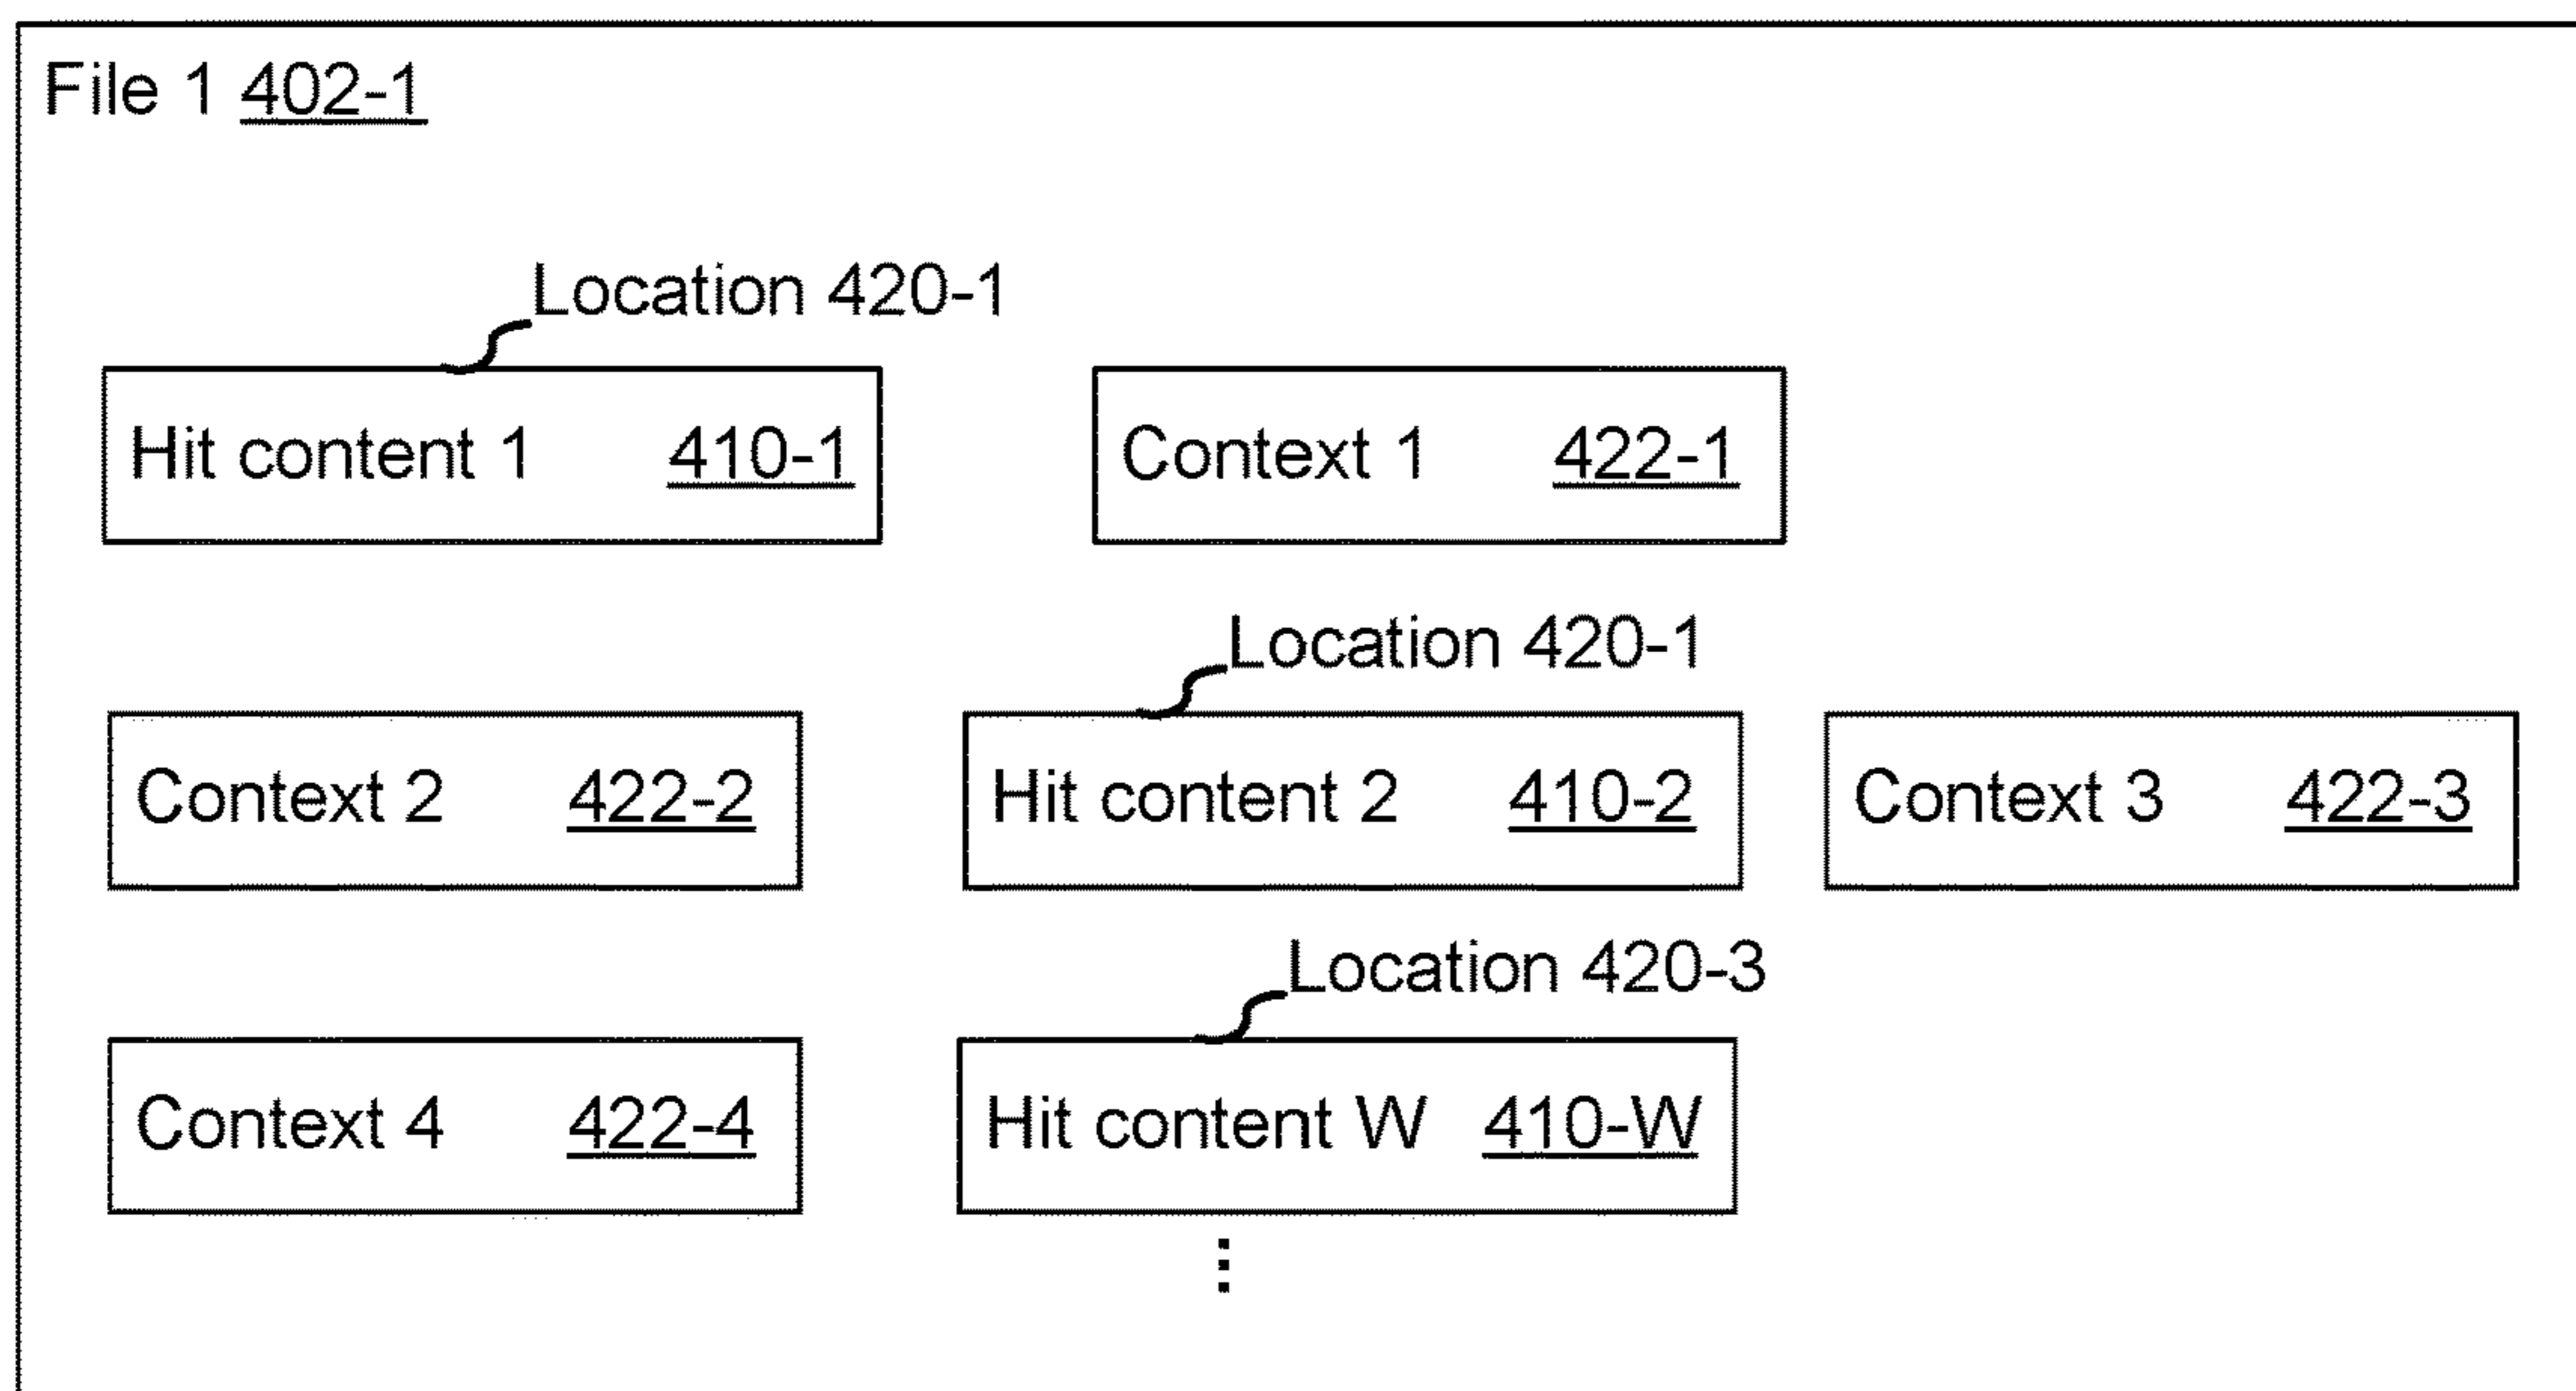 File 1 402-1
Location 420-1
Hit content 1 410-1
Context 1 422-1
Location 420-1
Context 2 422-2
Hit content 2 410-2
Context 3 422-3
Location 420-3
Context 4 422-4
Hit content W 410-W
⋮